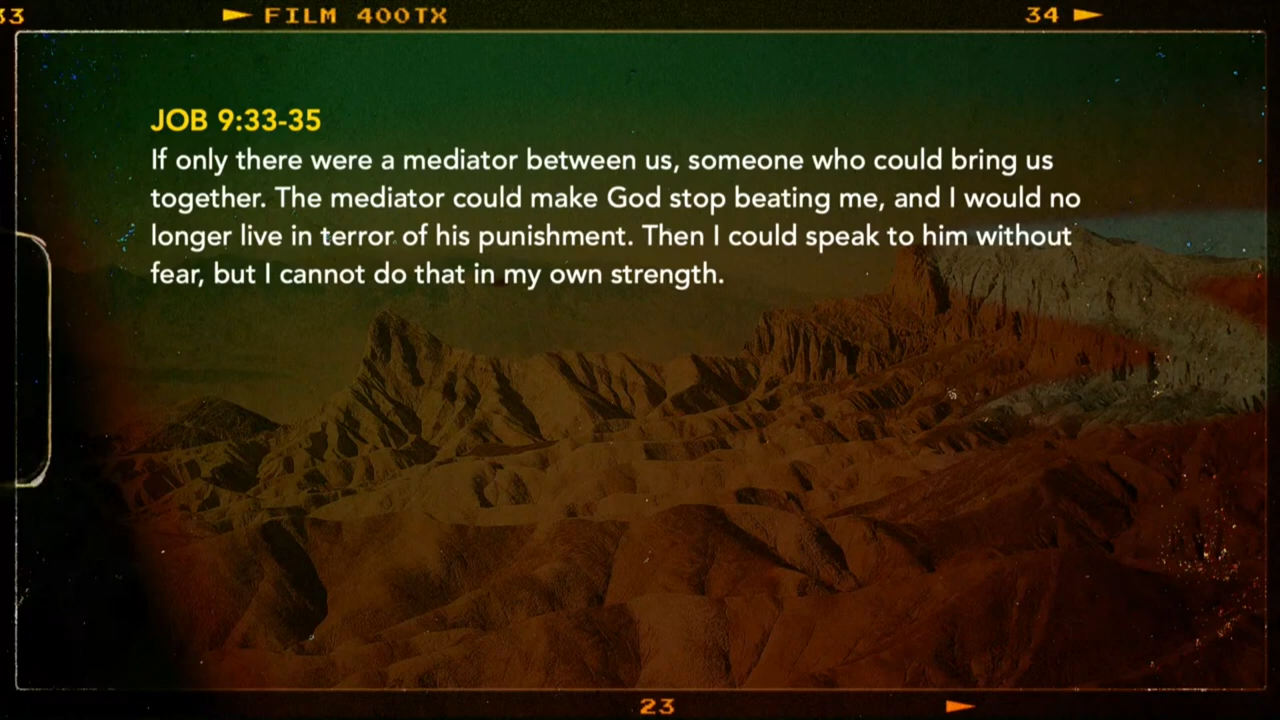 33 FILM 400TX 34
JOB 9:33-35
If only there were a mediator between us, someone who could bring us
together. The mediator could make God stop beating me, and I would no
longer live in terror of his punishment. Then I could speak to him without
fear, but I cannot do that in my own strength.
23